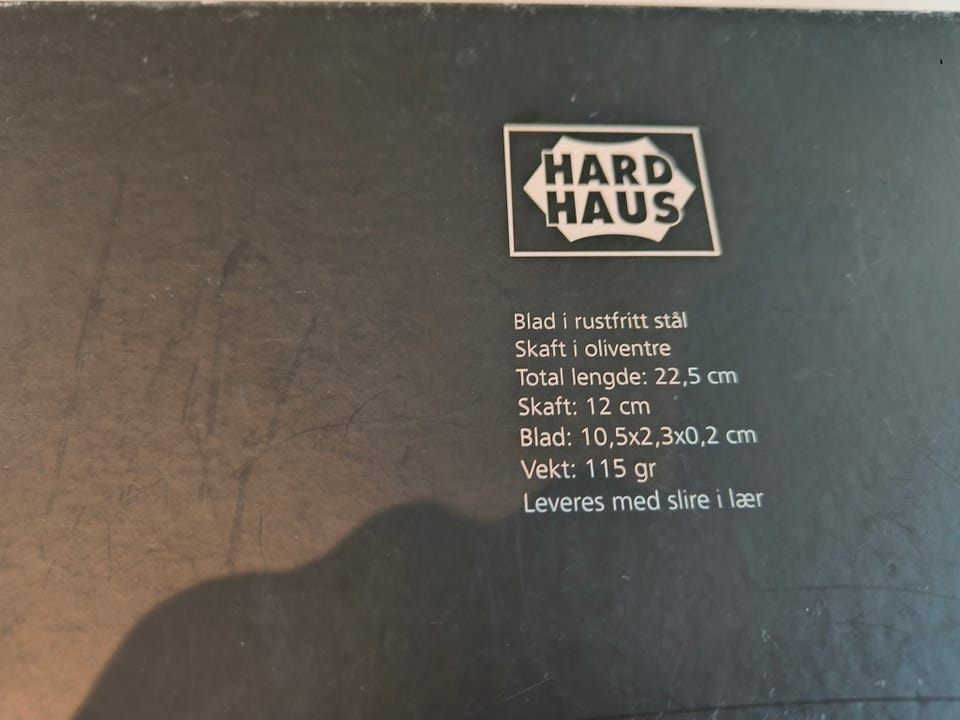 HARD
HAUS
Blad i rustfritt stål
Skaft i oliventre
Total lengde: 22,5 cm
Skaft: 12 cm
Blad: 10,5x2,3x0,2 cm
Vekt: 115 gr
Leveres med slire i lær